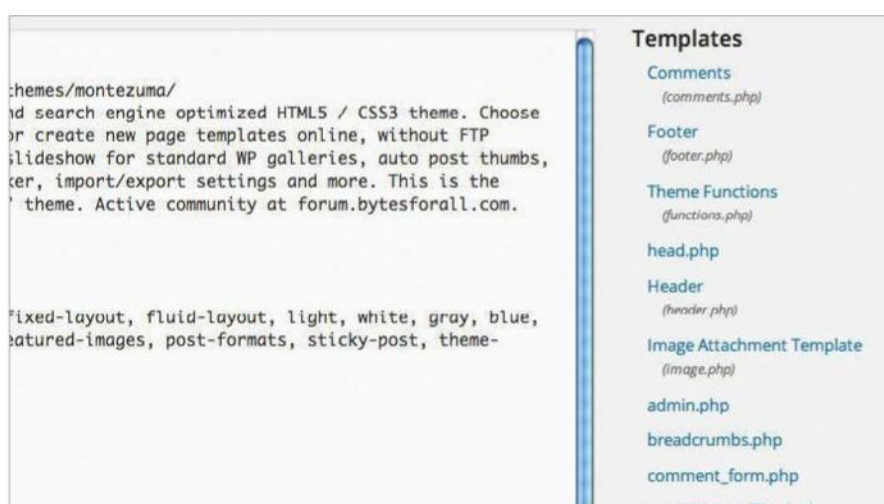 :hemes/montezuma/
nd search engine optimized HTML5 / CSS3 theme. Choose
or create new page templates online, without FTP
slideshow for standard WP galleries, auto post thumbs,
ker, import/export settings and more. This is the
' theme. Active community at forum.bytesforall.com.
fixed-layout, fluid-layout, light, white, gray, blue,
eatured-images, post-formats, sticky-post, theme-
Templates
Comments
(comments.php)
Footer
(footer.php)
Theme Functions
(functions.php)
head.php
Header
(header.php)
Image Attachment Template
(image.php)
admin.php
breadcrumbs.php
comment_form.php